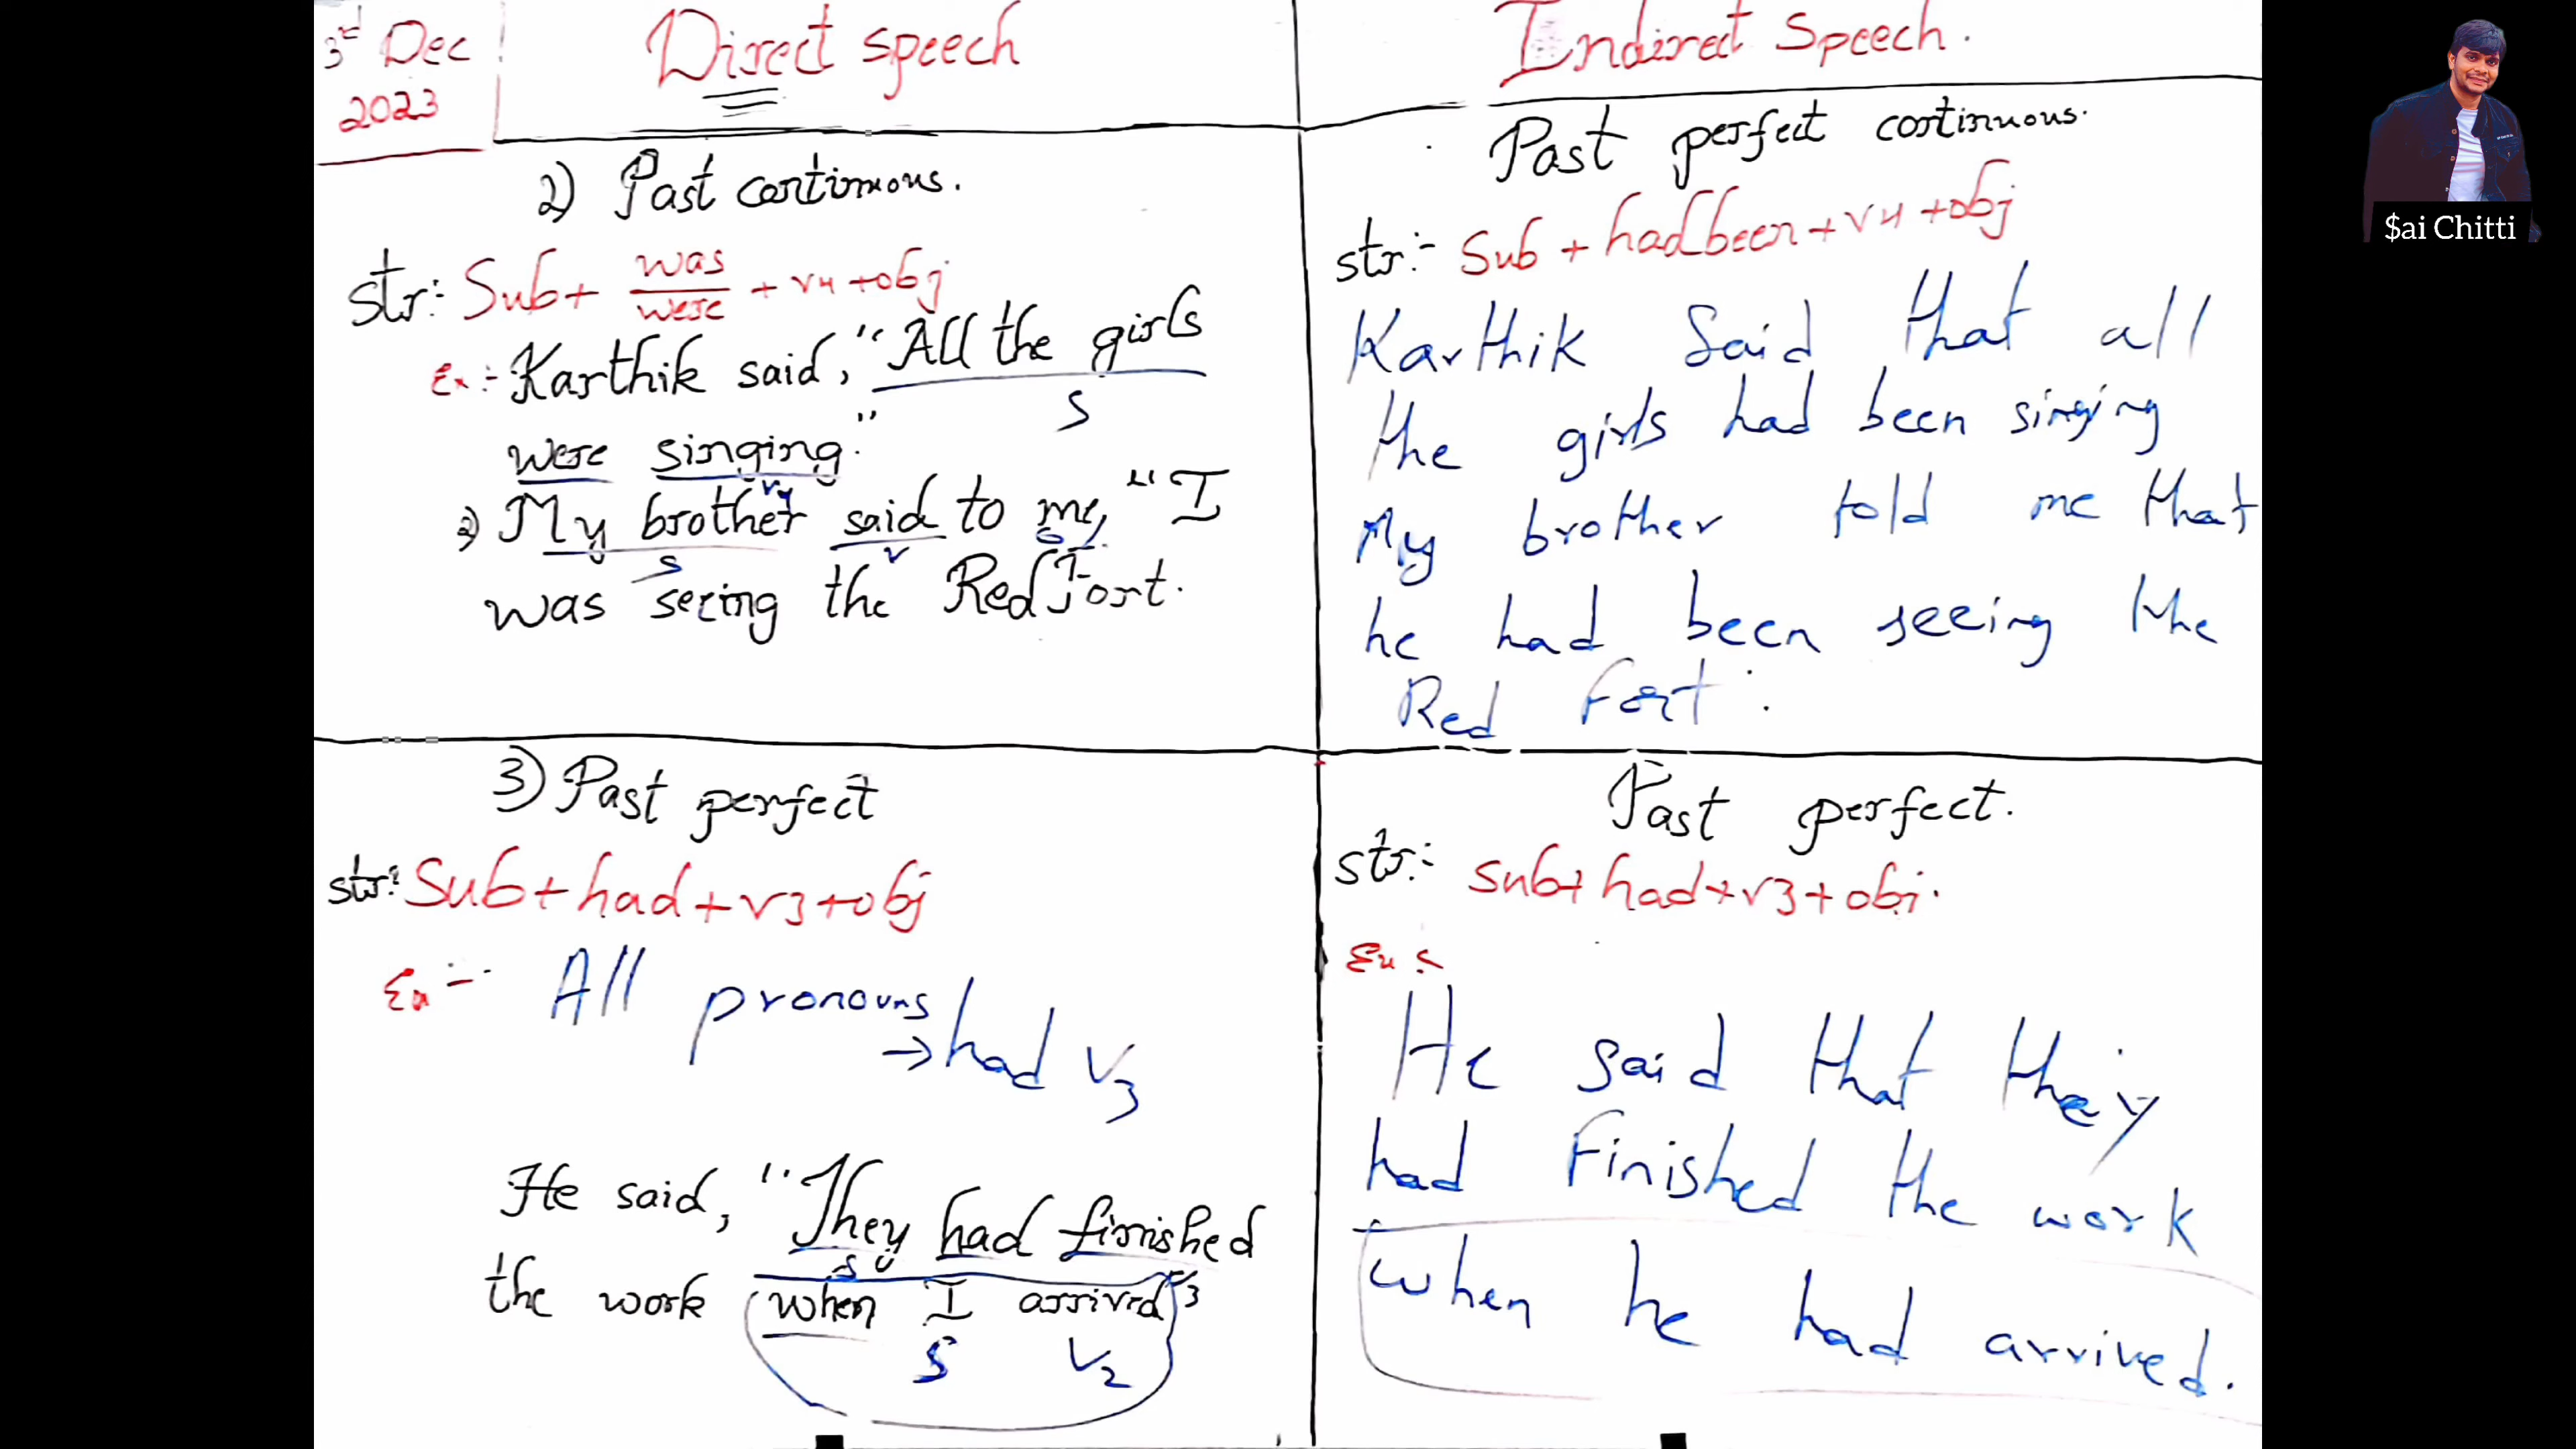 3rd Dec
2023
Direct speech
2) Past continuous.
str:- Sub + was/were + v4 + obj
Ex:- Karthik said, "All the girls
S
were singing."
v4
2) My brother said to me, "I
s v o
was seeing the Red Fort.
Indirect Speech.
Past perfect continuous.
str:- Sub + had been + v4 + obj
Karthik Said that all
the girls had been singing
My brother told me that
he had been seeing the
Red Fort.
3) Past perfect
str: Sub + had + v3 + obj
Ex:- All pronouns
→ had V3
He said, "They had finished
s v3
the work when I arrived
S V2
Past perfect.
str:- sub + had + v3 + obj.
Ex:
He said that they
had Finished the work
when he had arrived.
$ai Chitti